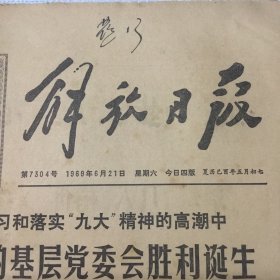 解放日报
第7304号 1969年6月21日 星期六 今日四版 夏历己酉年五月初七
习和落实“九大”精神的高潮中
的基层党委会胜利诞生